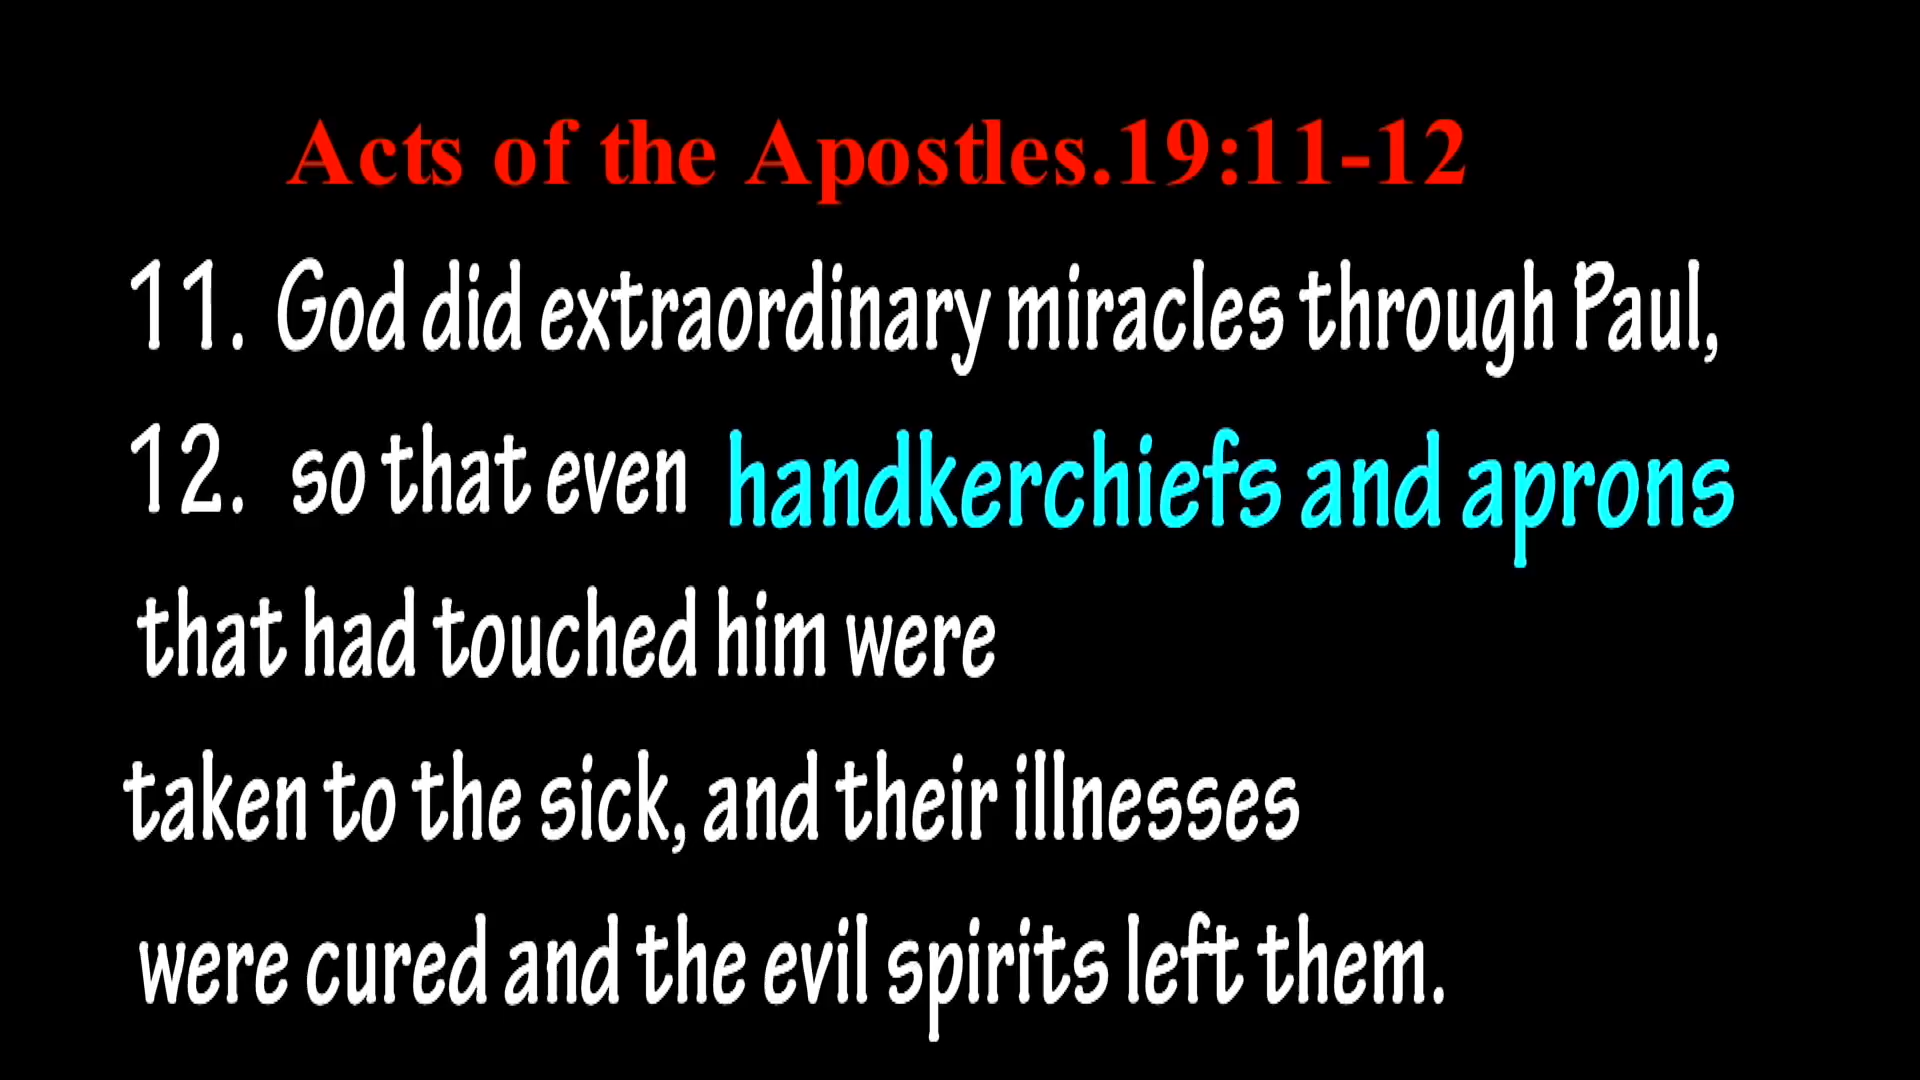 Acts of the Apostles.19:11-12
11. God did extraordinary miracles through Paul,
12. so that even handkerchiefs and aprons
that had touched him were
taken to the sick, and their illnesses
were cured and the evil spirits left them.